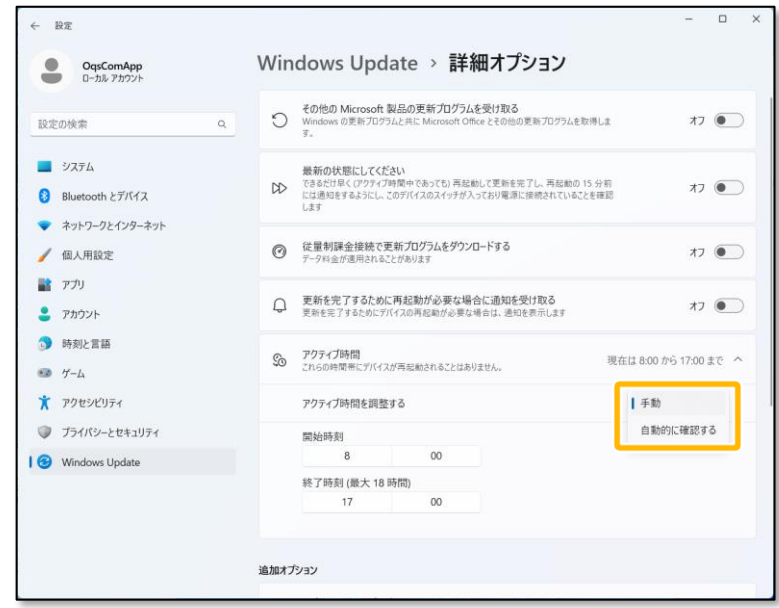 設定
OqsComApp
ローカル アカウント
設定の検索
システム
Bluetooth とデバイス
ネットワークとインターネット
個人用設定
アプリ
アカウント
時刻と言語
ゲーム
アクセシビリティ
プライバシーとセキュリティ
Windows Update
Windows Update › 詳細オプション
その他の Microsoft 製品の更新プログラムを受け取る
Windows の更新プログラムと共に Microsoft Office とその他の更新プログラムを取得しま
す。
オフ
最新の状態にしてください
できるだけ早く (アクティブ時間中であっても) 再起動して更新を完了し、再起動の 15 分前
には通知をするようにし、このデバイスのスイッチが入っており電源に接続されていることを確認
します
オフ
従量制課金接続で更新プログラムをダウンロードする
データ料金が適用されることがあります
オフ
更新を完了するために再起動が必要な場合に通知を受け取る
更新を完了するためにデバイスの再起動が必要な場合は、通知を表示します
オフ
アクティブ時間
これらの時間帯にデバイスが再起動されることはありません。
現在は 8:00 から 17:00 まで
アクティブ時間を調整する
手動
自動的に確認する
開始時刻
8 00
終了時刻 (最大 18 時間)
17 00
追加オプション